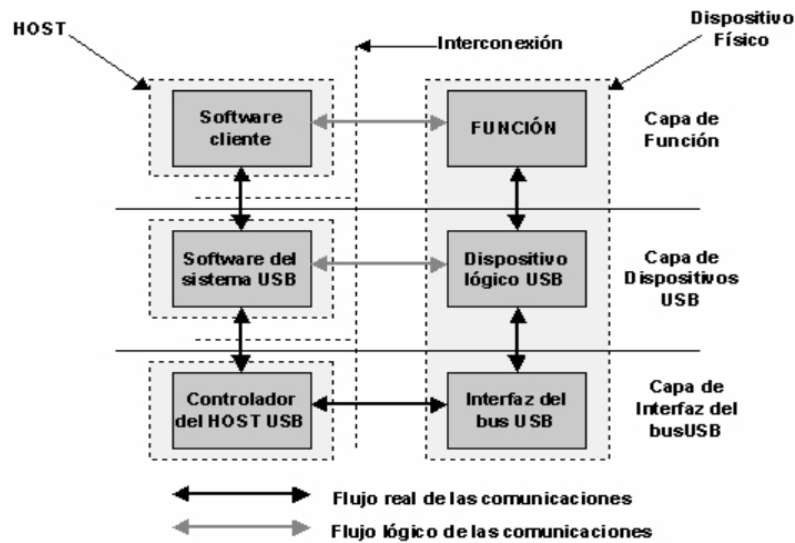 HOST
Interconexión
Dispositivo
Físico
Software
cliente
FUNCIÓN
Capa de
Función
Software del
sistema USB
Dispositivo
lógico USB
Capa de
Dispositivos
USB
Controlador
del HOST USB
Interfaz del
bus USB
Capa de
Interfaz del
busUSB
Flujo real de las comunicaciones
Flujo lógico de las comunicaciones